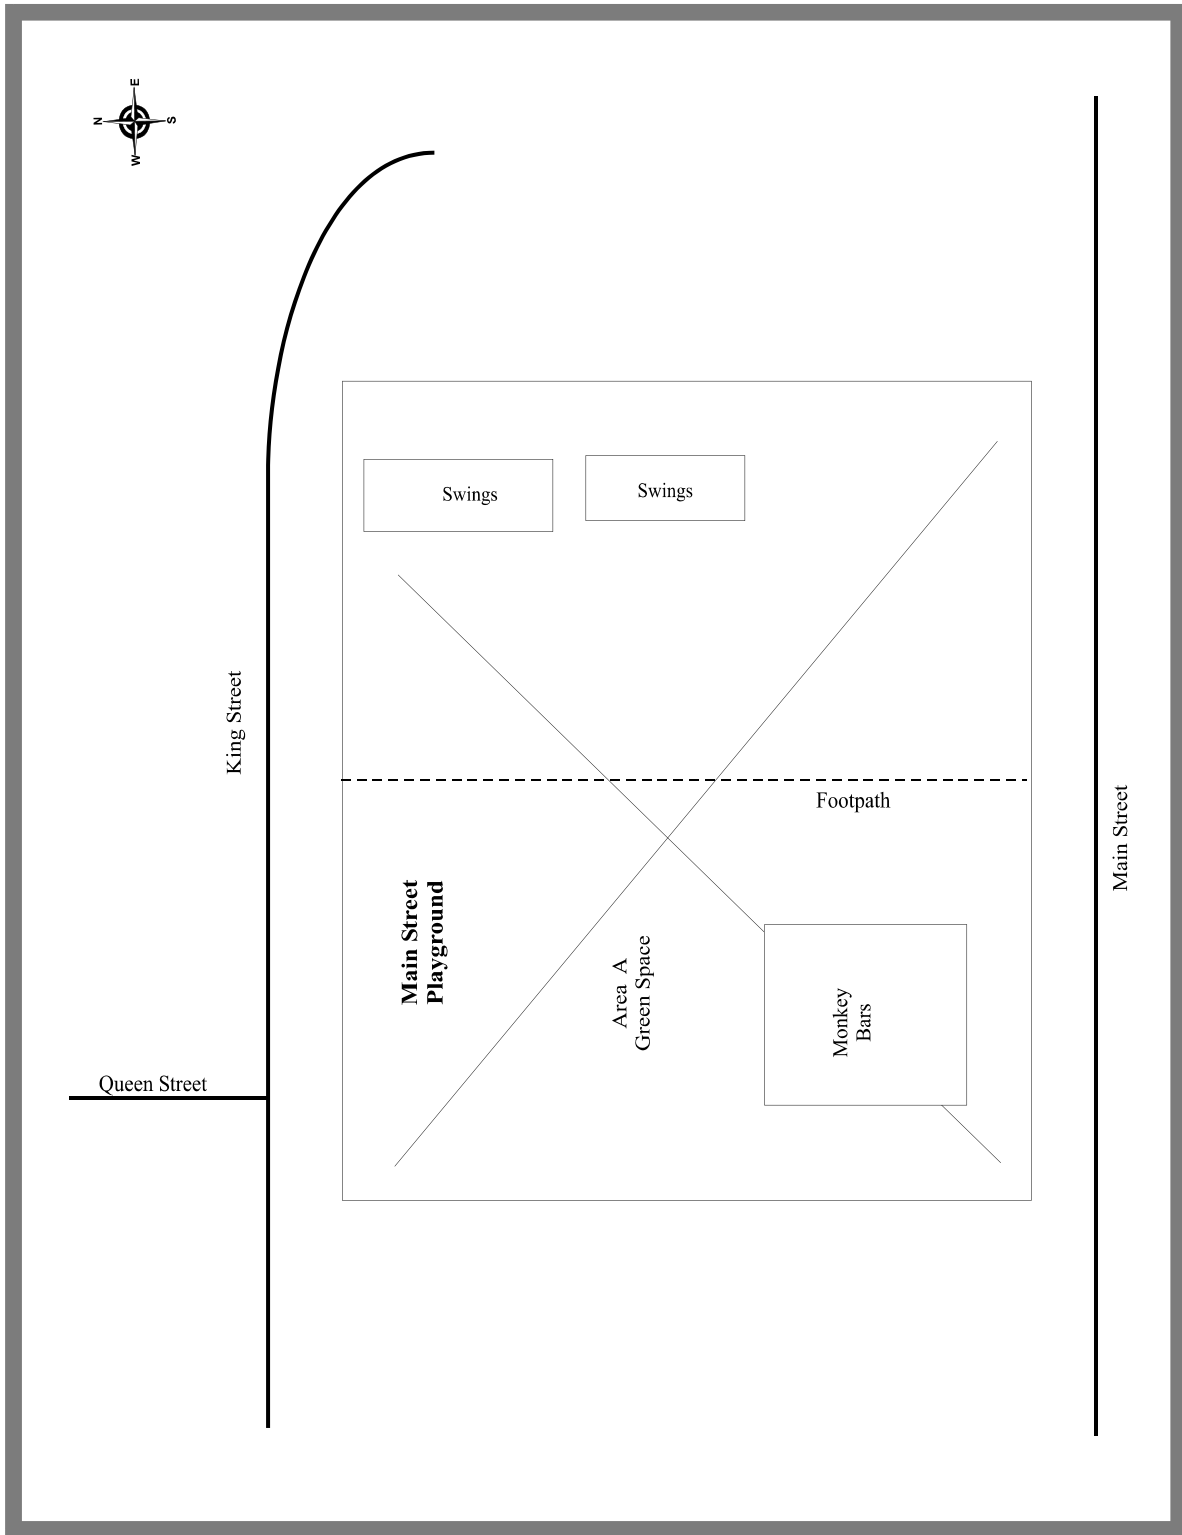 E
N
S
W
Swings
Swings
King Street
Footpath
Main Street
Main Street
Playground
Area A
Green Space
Monkey
Bars
Queen Street